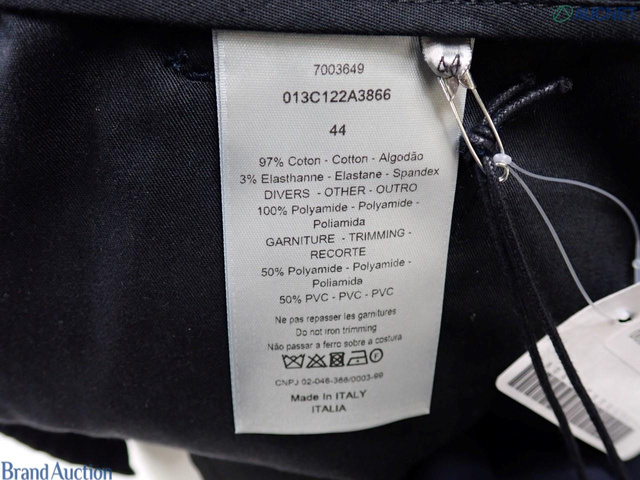 7003649
013C122A3866
44
97% Coton - Cotton - Algodão
3% Elasthanne - Elastane - Spandex
DIVERS - OTHER - OUTRO
100% Polyamide - Polyamide -
Poliamida
GARNITURE - TRIMMING -
RECORTE
50% Polyamide - Polyamide -
Poliamida
50% PVC - PVC - PVC
Ne pas repasser les garnitures
Do not iron trimming
Não passar a ferro sobre a costura
CNPJ 02-048-366/0003-99
Made In ITALY
ITALIA
44
Brand Auction